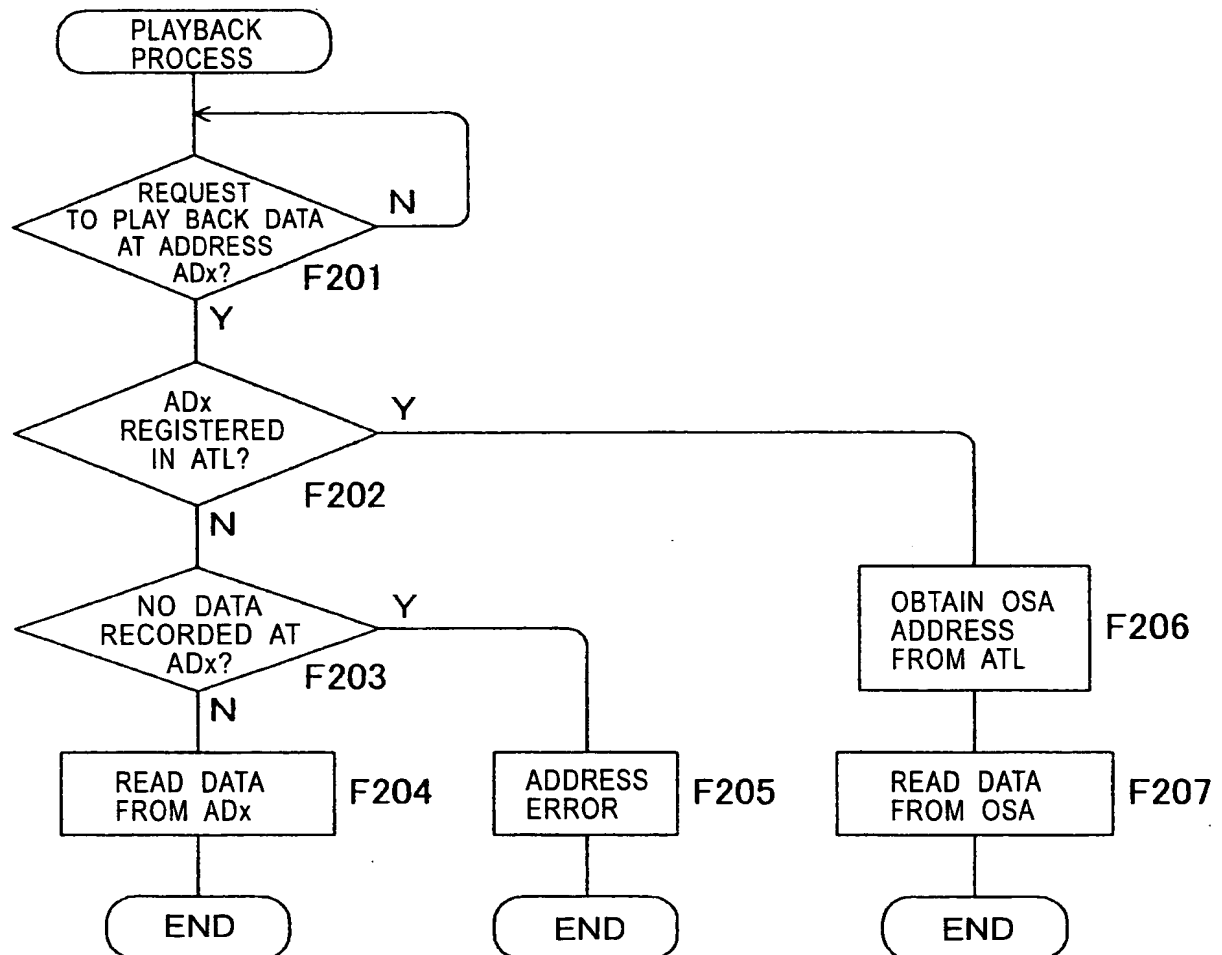 PLAYBACK
PROCESS
REQUEST
TO PLAY BACK DATA
AT ADDRESS
ADx?
N
F201
Y
ADx
REGISTERED
IN ATL?
Y
F202
N
NO DATA
RECORDED AT
ADx?
Y
F203
N
OBTAIN OSA
ADDRESS
FROM ATL
F206
READ DATA
FROM ADx
F204
ADDRESS
ERROR
F205
READ DATA
FROM OSA
F207
END
END
END